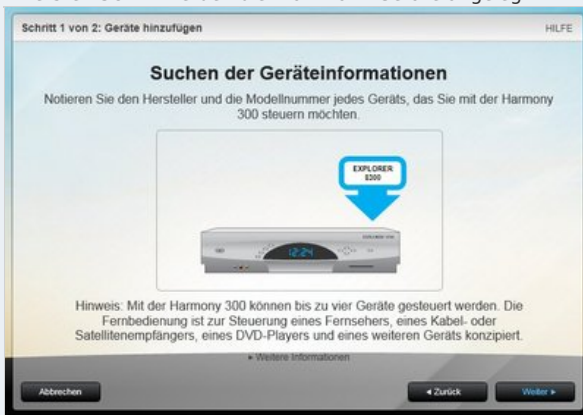 Schritt 1 von 2: Geräte hinzufügen
HILFE
Suchen der Geräteinformationen
Notieren Sie den Hersteller und die Modellnummer jedes Geräts, das Sie mit der Harmony
300 steuern möchten.
EXPLORER
8300
12:24
Hinweis: Mit der Harmony 300 können bis zu vier Geräte gesteuert werden. Die
Fernbedienung ist zur Steuerung eines Fernsehers, eines Kabel- oder
Satellitenempfängers, eines DVD-Players und eines weiteren Geräts konzipiert.
▸ Weitere Informationen
Abbrechen
◂ Zurück
Weiter ▸